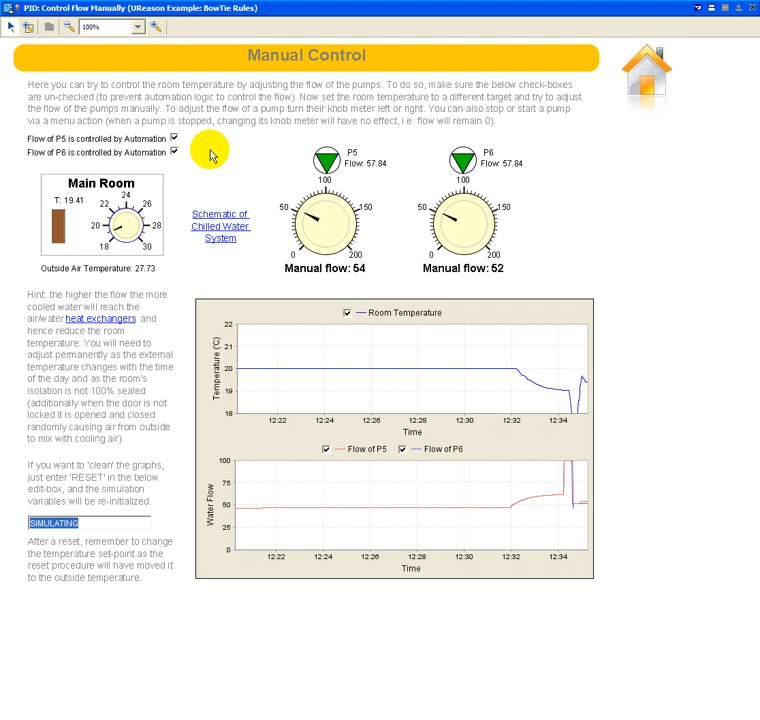 PID: Control Flow Manually (UReason Example: BowTie Rules)
100%
Manual Control
Here you can try to control the room temperature by adjusting the flow of the pumps. To do so, make sure the below check-boxes
are un-checked (to prevent automation logic to control the flow). Now set the room temperature to a different target and try to adjust
the flow of the pumps manually. To adjust the flow of a pump turn their knob meter left or right. You can also stop or start a pump
via a menu action (when a pump is stopped, changing its knob meter will have no effect, i.e. flow will remain 0).
Flow of P5 is controlled by Automation
Flow of P6 is controlled by Automation
P5
Flow: 57.84
P6
Flow: 57.84
Main Room
T: 19.41
18 20 22 24 26 28 30
Outside Air Temperature: 27.73
Schematic of
Chilled Water
System
0 50 100 150 200
Manual flow: 54
0 50 100 150 200
Manual flow: 52
Hint: the higher the flow the more
cooled water will reach the
air/water heat exchangers and
hence reduce the room
temperature. You will need to
adjust permanently as the external
temperature changes with the time
of the day and as the room's
isolation is not 100% sealed
(additionally when the door is not
locked it is opened and closed
randomly causing air from outside
to mix with cooling air).
If you want to 'clean' the graphs,
just enter 'RESET' in the below
edit-box, and the simulation
variables will be re-initialized.
SIMULATING
After a reset, remember to change
the temperature set-point as the
reset procedure will have moved it
to the outside temperature.
Room Temperature
Temperature (°C)
22
21
20
19
18
12:22 12:24 12:26 12:28 12:30 12:32 12:34
Time
Flow of P5 Flow of P6
Water Flow
100
75
50
25
0
12:22 12:24 12:26 12:28 12:30 12:32 12:34
Time